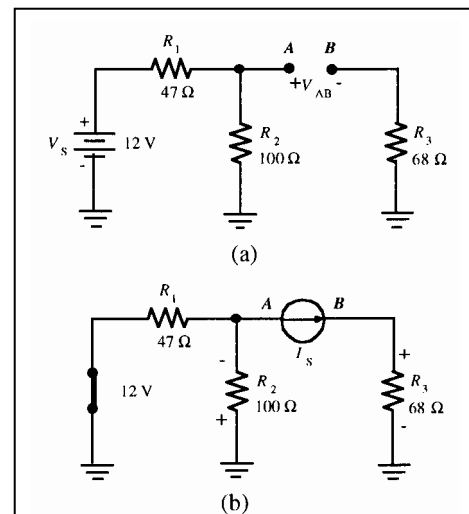 R1
A B
47 Ω
+ VAB -
+
R2
R3
VS 12 V
100 Ω
68 Ω
-
(a)
R1
A B
47 Ω
IS
-
+
R2
R3
12 V
100 Ω
68 Ω
+
-
(b)